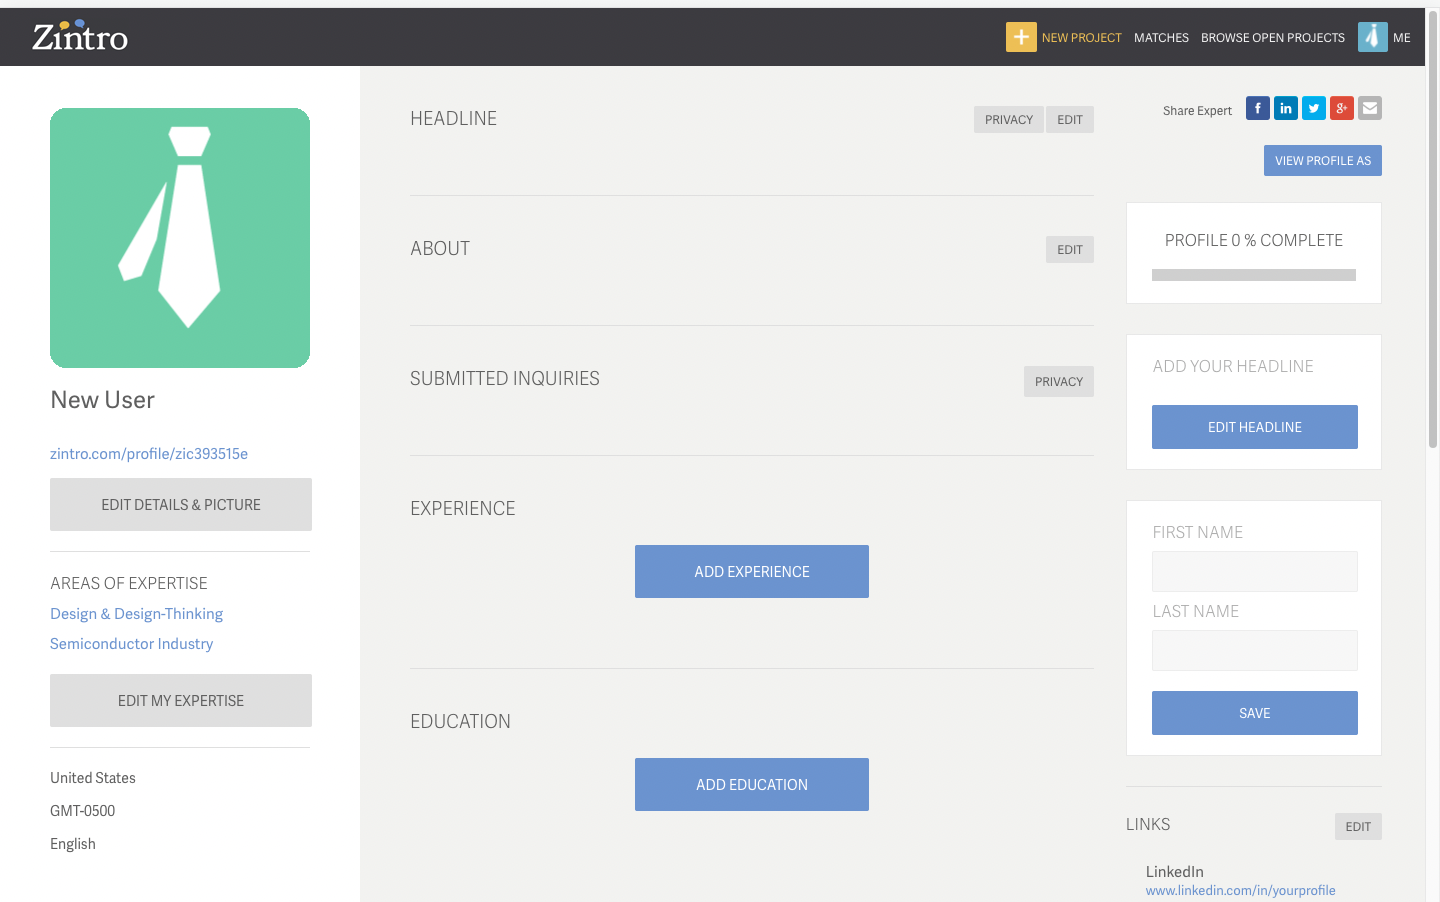 Zintro
NEW PROJECT
MATCHES
BROWSE OPEN PROJECTS
ME
New User
zintro.com/profile/zic393515e
EDIT DETAILS & PICTURE
AREAS OF EXPERTISE
Design & Design-Thinking
Semiconductor Industry
EDIT MY EXPERTISE
United States
GMT-0500
English
HEADLINE
PRIVACY
EDIT
ABOUT
EDIT
SUBMITTED INQUIRIES
PRIVACY
EXPERIENCE
ADD EXPERIENCE
EDUCATION
ADD EDUCATION
Share Expert
f
in
g+
VIEW PROFILE AS
PROFILE 0 % COMPLETE
ADD YOUR HEADLINE
EDIT HEADLINE
FIRST NAME
LAST NAME
SAVE
LINKS
EDIT
LinkedIn
www.linkedin.com/in/yourprofile